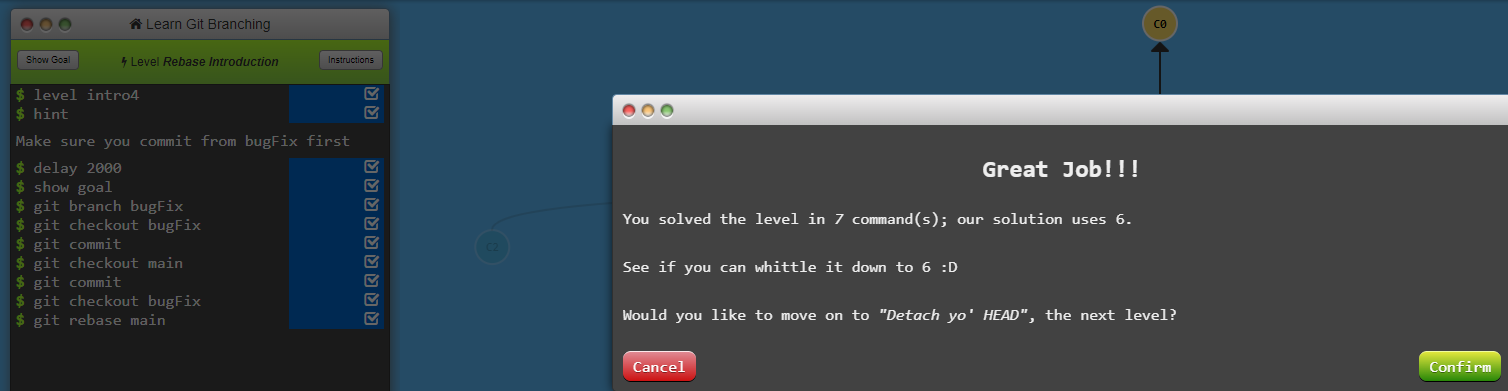 Learn Git Branching
Show Goal
Level Rebase Introduction
Instructions
$ level intro4
$ hint
Make sure you commit from bugFix first
$ delay 2000
$ show goal
$ git branch bugFix
$ git checkout bugFix
$ git commit
$ git checkout main
$ git commit
$ git checkout bugFix
$ git rebase main
C0
C2
Great Job!!!
You solved the level in 7 command(s); our solution uses 6.
See if you can whittle it down to 6 :D
Would you like to move on to "Detach yo' HEAD", the next level?
Cancel
Confirm